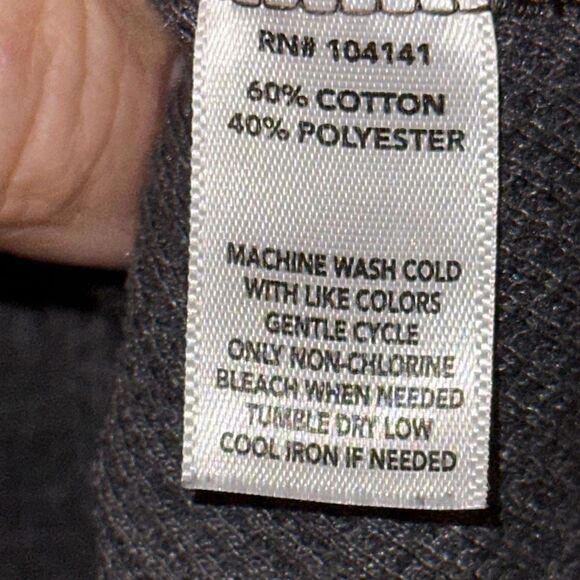 RN# 104141
60% COTTON
40% POLYESTER
MACHINE WASH COLD
WITH LIKE COLORS
GENTLE CYCLE
ONLY NON-CHLORINE
BLEACH WHEN NEEDED
TUMBLE DRY LOW
COOL IRON IF NEEDED